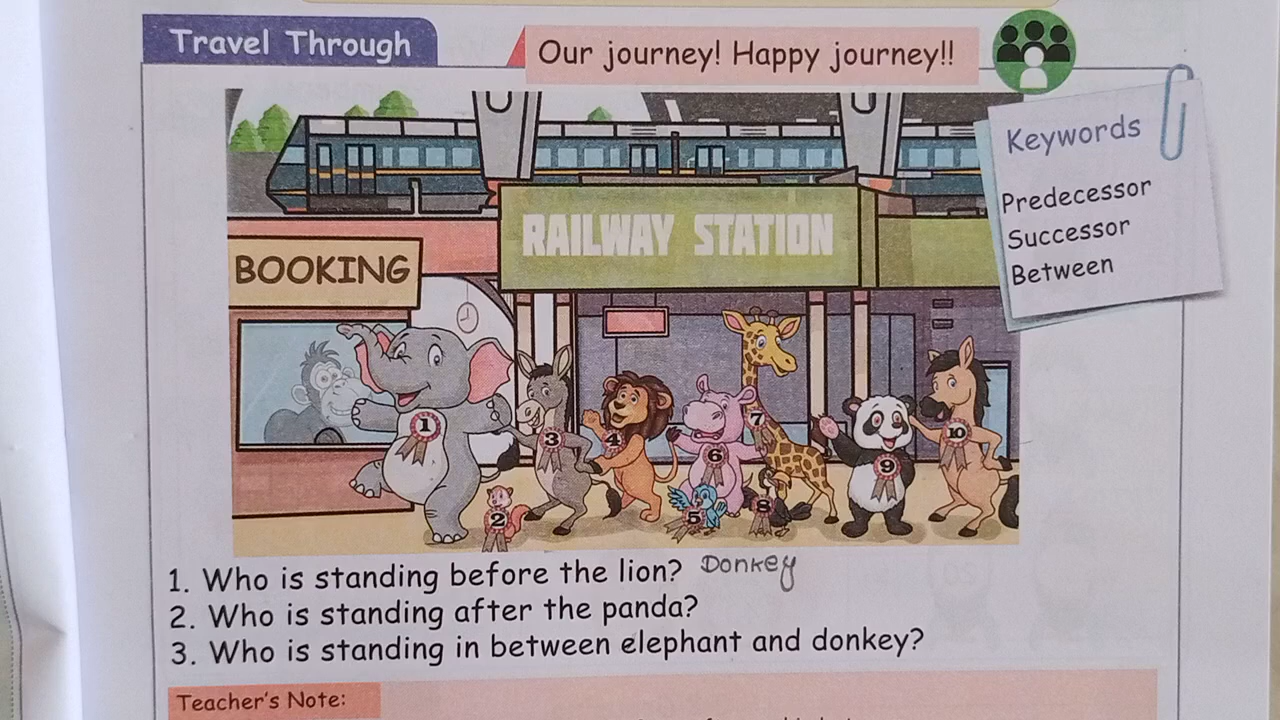 Travel Through
Our journey! Happy journey!!
Keywords
Predecessor
Successor
Between
RAILWAY STATION
BOOKING
1
2
3
4
5
6
7
8
9
10
1. Who is standing before the lion? Donkey
2. Who is standing after the panda?
3. Who is standing in between elephant and donkey?
Teacher's Note: